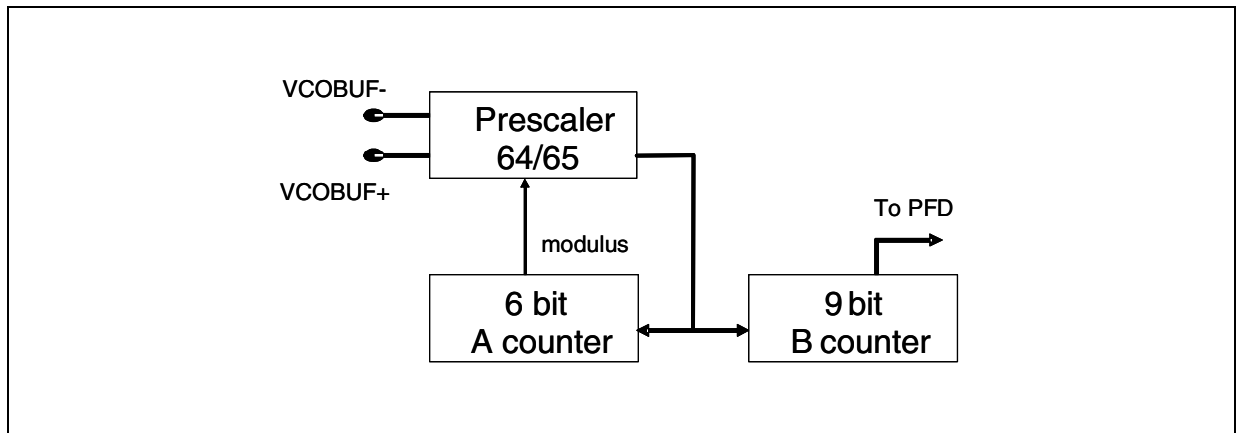 VCOBUF-
Prescaler
64/65
VCOBUF+
To PFD
modulus
6 bit
A counter
9 bit
B counter